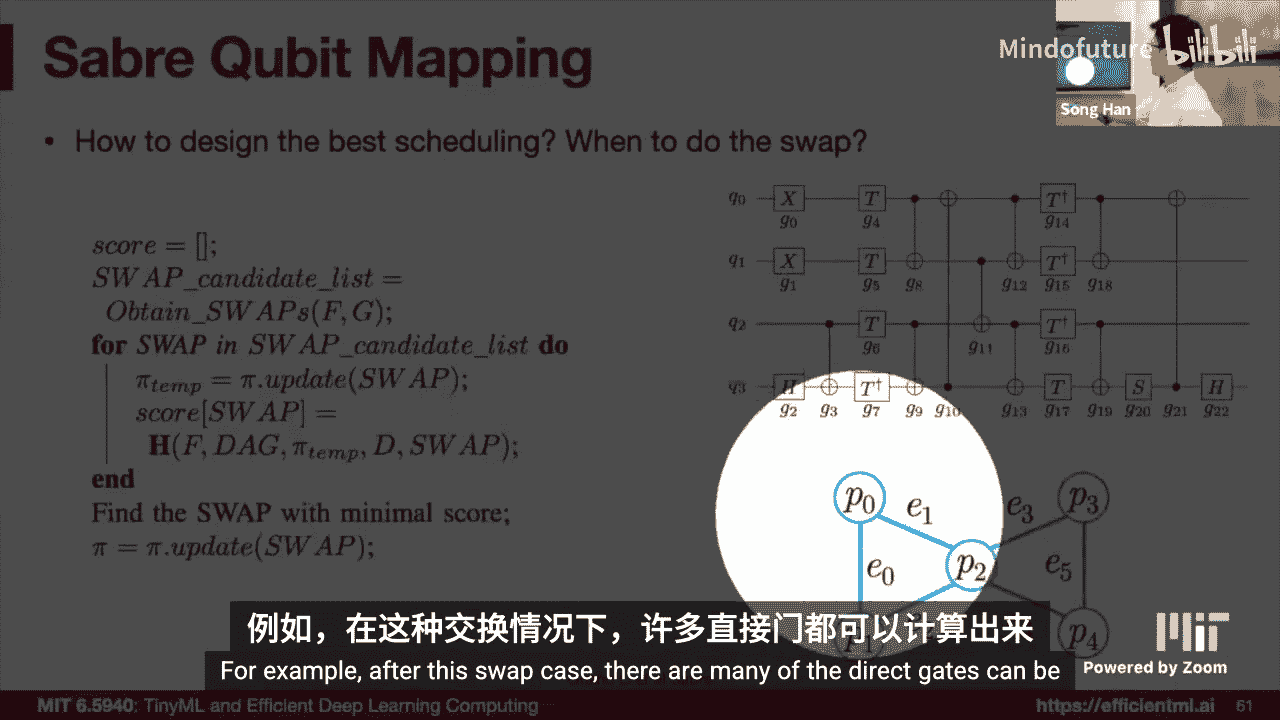 Sabre Qubit Mapping
Mindofuture bilibili
Song Han
• How to design the best scheduling? When to do the swap?
score = [];
SWAP_candidate_list =
Obtain_SWAPs(F, G);
for SWAP in SWAP_candidate_list do
π_temp = π.update(SWAP);
score[SWAP] =
H(F, DAG, π_temp, D, SWAP);
end
Find the SWAP with minimal score;
π = π.update(SWAP);
q0 X T T†
g0 g4 g14
q1 X T T†
g1 g5 g8 g12 g15 g18
q2 T T†
g6 g11 g16
q3 H T† T S H
g2 g3 g7 g9 g10 g13 g17 g19 g20 g21 g22
p0 e1 e3 p3
e0 p2 e5
p4
例如，在这种交换情况下，许多直接门都可以计算出来
For example, after this swap case, there are many of the direct gates can be
MIT
Powered by Zoom
MIT 6.5940: TinyML and Efficient Deep Learning Computing https://efficientml.ai 61